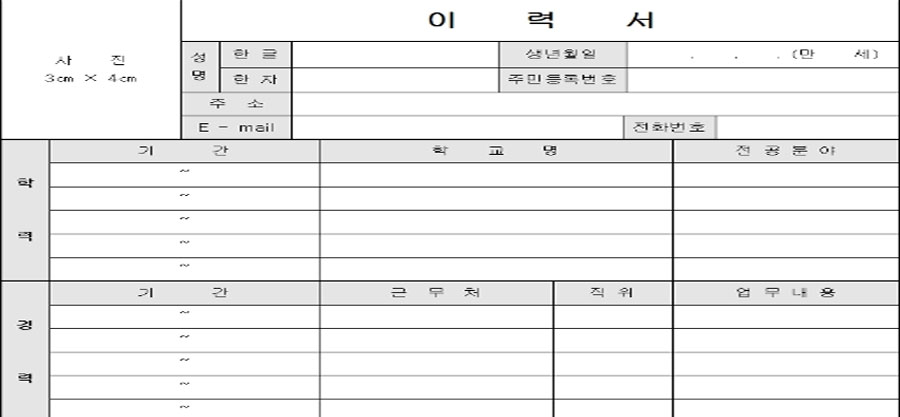 이 력 서
사 진
3cm × 4cm
성명
한 글
생년월일
. . . (만 세)
한 자
주민등록번호
주 소
E - mail
전화번호
학 력
기 간
학 교 명
전 공 분 야
~
~
~
~
~
경 력
기 간
근 무 처
직 위
업 무 내 용
~
~
~
~
~